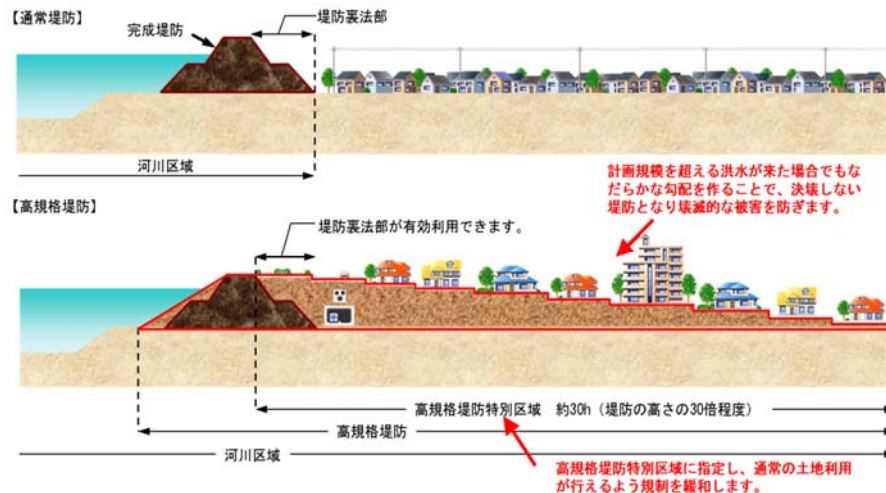 【通常堤防】
完成堤防
堤防裏法部
河川区域
計画規模を超える洪水が来た場合でもな
だらかな勾配を作ることで、決壊しない
堤防となり壊滅的な被害を防ぎます。
【高規格堤防】
堤防裏法部が有効利用できます。
高規格堤防特別区域 約30h（堤防の高さの30倍程度）
高規格堤防
河川区域
高規格堤防特別区域に指定し、通常の土地利用
が行えるよう規制を緩和します。